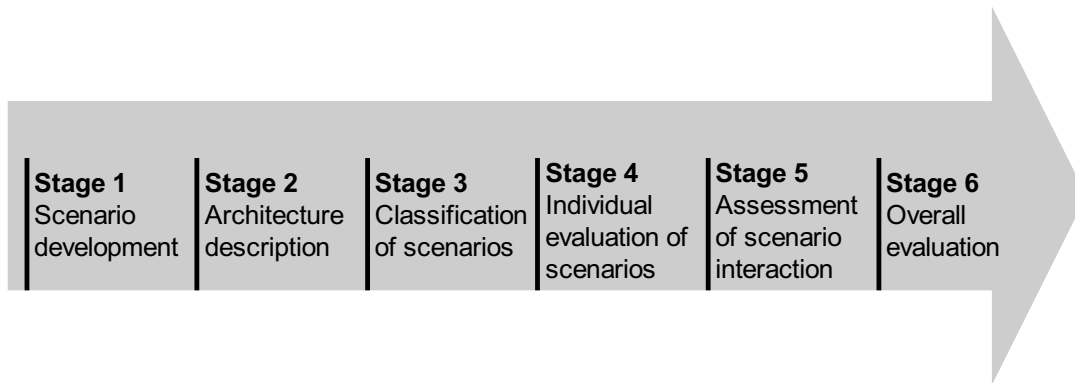 Stage 1
Scenario
development
Stage 2
Architecture
description
Stage 3
Classification
of scenarios
Stage 4
Individual
evaluation of
scenarios
Stage 5
Assessment
of scenario
interaction
Stage 6
Overall
evaluation